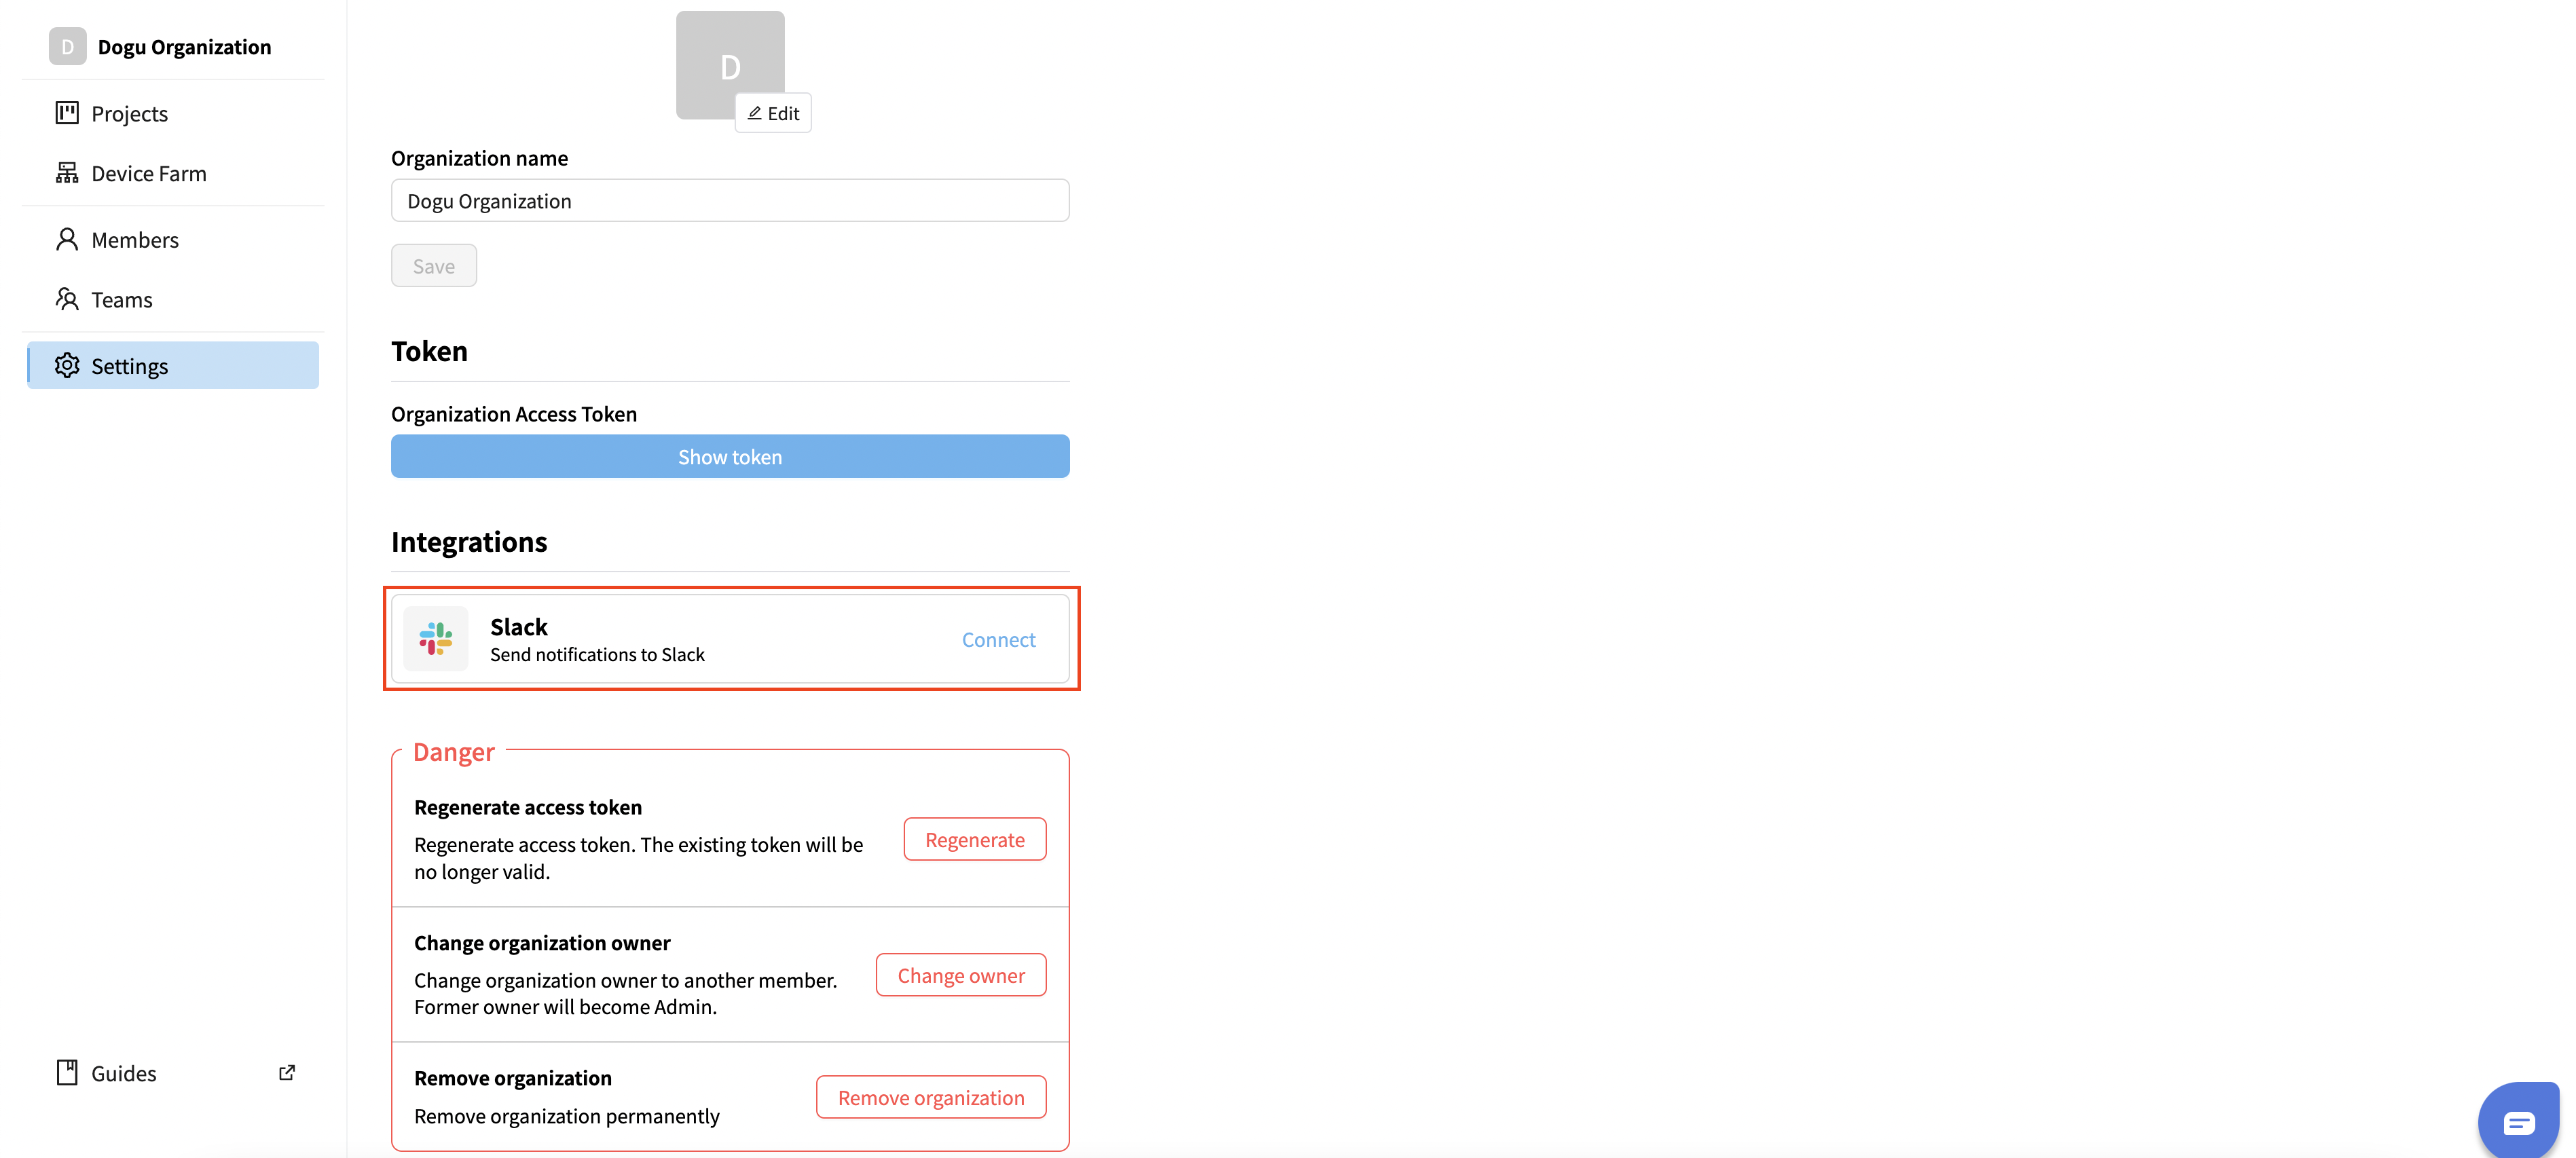 D Dogu Organization
Projects
Device Farm
Members
Teams
Settings
Guides
D
Edit
Organization name
Dogu Organization
Save
Token
Organization Access Token
Show token
Integrations
Slack
Send notifications to Slack
Connect
Danger
Regenerate access token
Regenerate access token. The existing token will be
no longer valid.
Regenerate
Change organization owner
Change organization owner to another member.
Former owner will become Admin.
Change owner
Remove organization
Remove organization permanently
Remove organization